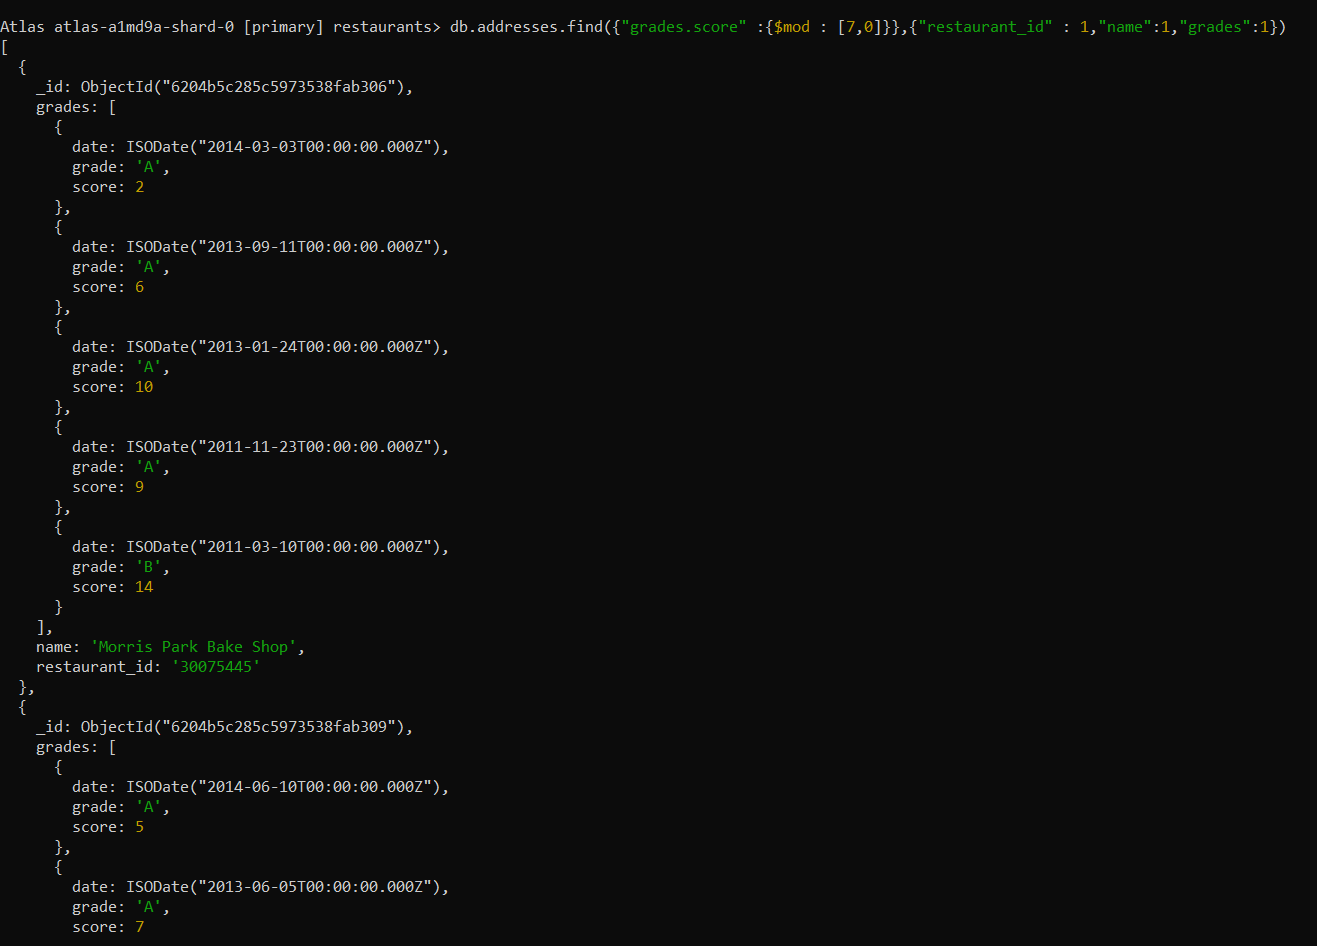 Atlas atlas-a1md9a-shard-0 [primary] restaurants> db.addresses.find({"grades.score" :{$mod : [7,0]}},{"restaurant_id" : 1,"name":1,"grades":1})
[
  {
    _id: ObjectId("6204b5c285c5973538fab306"),
    grades: [
      {
        date: ISODate("2014-03-03T00:00:00.000Z"),
        grade: 'A',
        score: 2
      },
      {
        date: ISODate("2013-09-11T00:00:00.000Z"),
        grade: 'A',
        score: 6
      },
      {
        date: ISODate("2013-01-24T00:00:00.000Z"),
        grade: 'A',
        score: 10
      },
      {
        date: ISODate("2011-11-23T00:00:00.000Z"),
        grade: 'A',
        score: 9
      },
      {
        date: ISODate("2011-03-10T00:00:00.000Z"),
        grade: 'B',
        score: 14
      }
    ],
    name: 'Morris Park Bake Shop',
    restaurant_id: '30075445'
  },
  {
    _id: ObjectId("6204b5c285c5973538fab309"),
    grades: [
      {
        date: ISODate("2014-06-10T00:00:00.000Z"),
        grade: 'A',
        score: 5
      },
      {
        date: ISODate("2013-06-05T00:00:00.000Z"),
        grade: 'A',
        score: 7